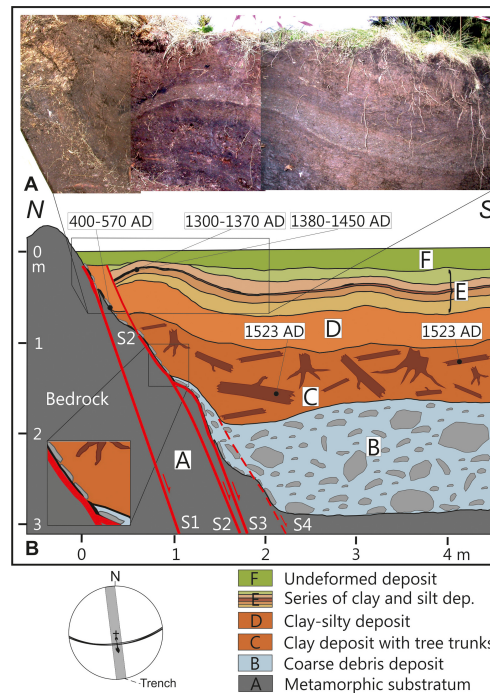 A
N
S
400-570 AD
1300-1370 AD
1380-1450 AD
0
m
F
E
D
S2
1523 AD
1523 AD
1
C
Bedrock
2
A
B
3
S1
S2
S3
S4
B
0
1
2
3
4 m
N
Trench
F Undeformed deposit
E Series of clay and silt dep.
D Clay-silty deposit
C Clay deposit with tree trunks
B Coarse debris deposit
A Metamorphic substratum